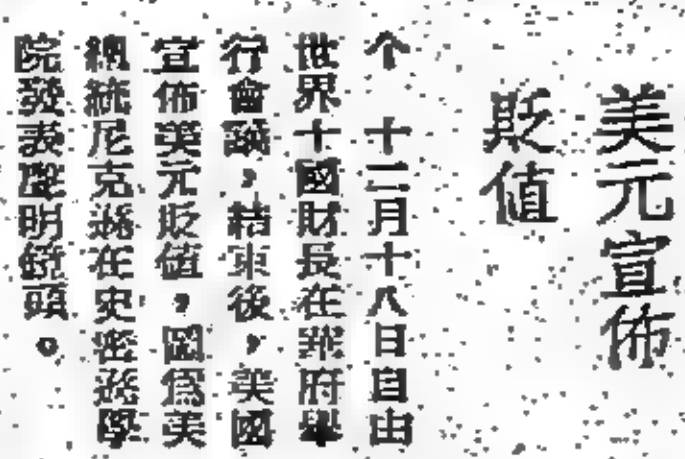 美元宣佈
貶值
个　十二月十八日自由
世界十國財長在華府舉
行會議，結束後，美國
宣佈美元貶值，圖爲美
總統尼克遜在史密遜學
院發表聲明鏡頭。